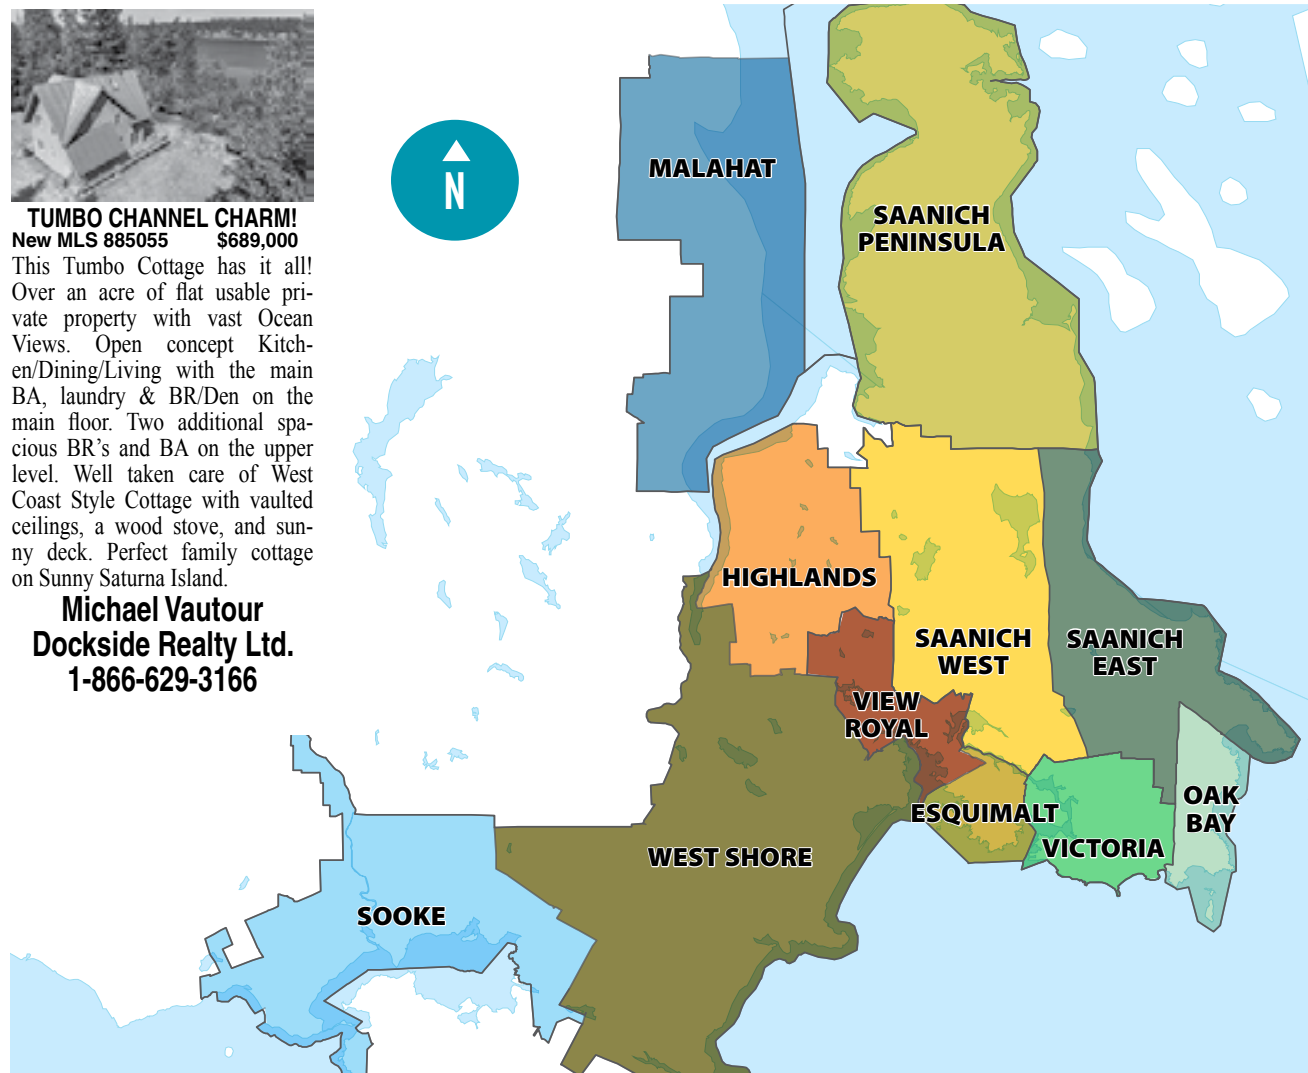 TUMBO CHANNEL CHARM!
New MLS 885055 $689,000
This Tumbo Cottage has it all!
Over an acre of flat usable pri-
vate property with vast Ocean
Views. Open concept Kitch-
en/Dining/Living with the main
BA, laundry & BR/Den on the
main floor. Two additional spa-
cious BR's and BA on the upper
level. Well taken care of West
Coast Style Cottage with vaulted
ceilings, a wood stove, and sun-
ny deck. Perfect family cottage
on Sunny Saturna Island.
Michael Vautour
Dockside Realty Ltd.
1-866-629-3166
N
MALAHAT
SAANICH
PENINSULA
HIGHLANDS
SAANICH
WEST
SAANICH
EAST
VIEW
ROYAL
OAK
BAY
ESQUIMALT
VICTORIA
WEST SHORE
SOOKE